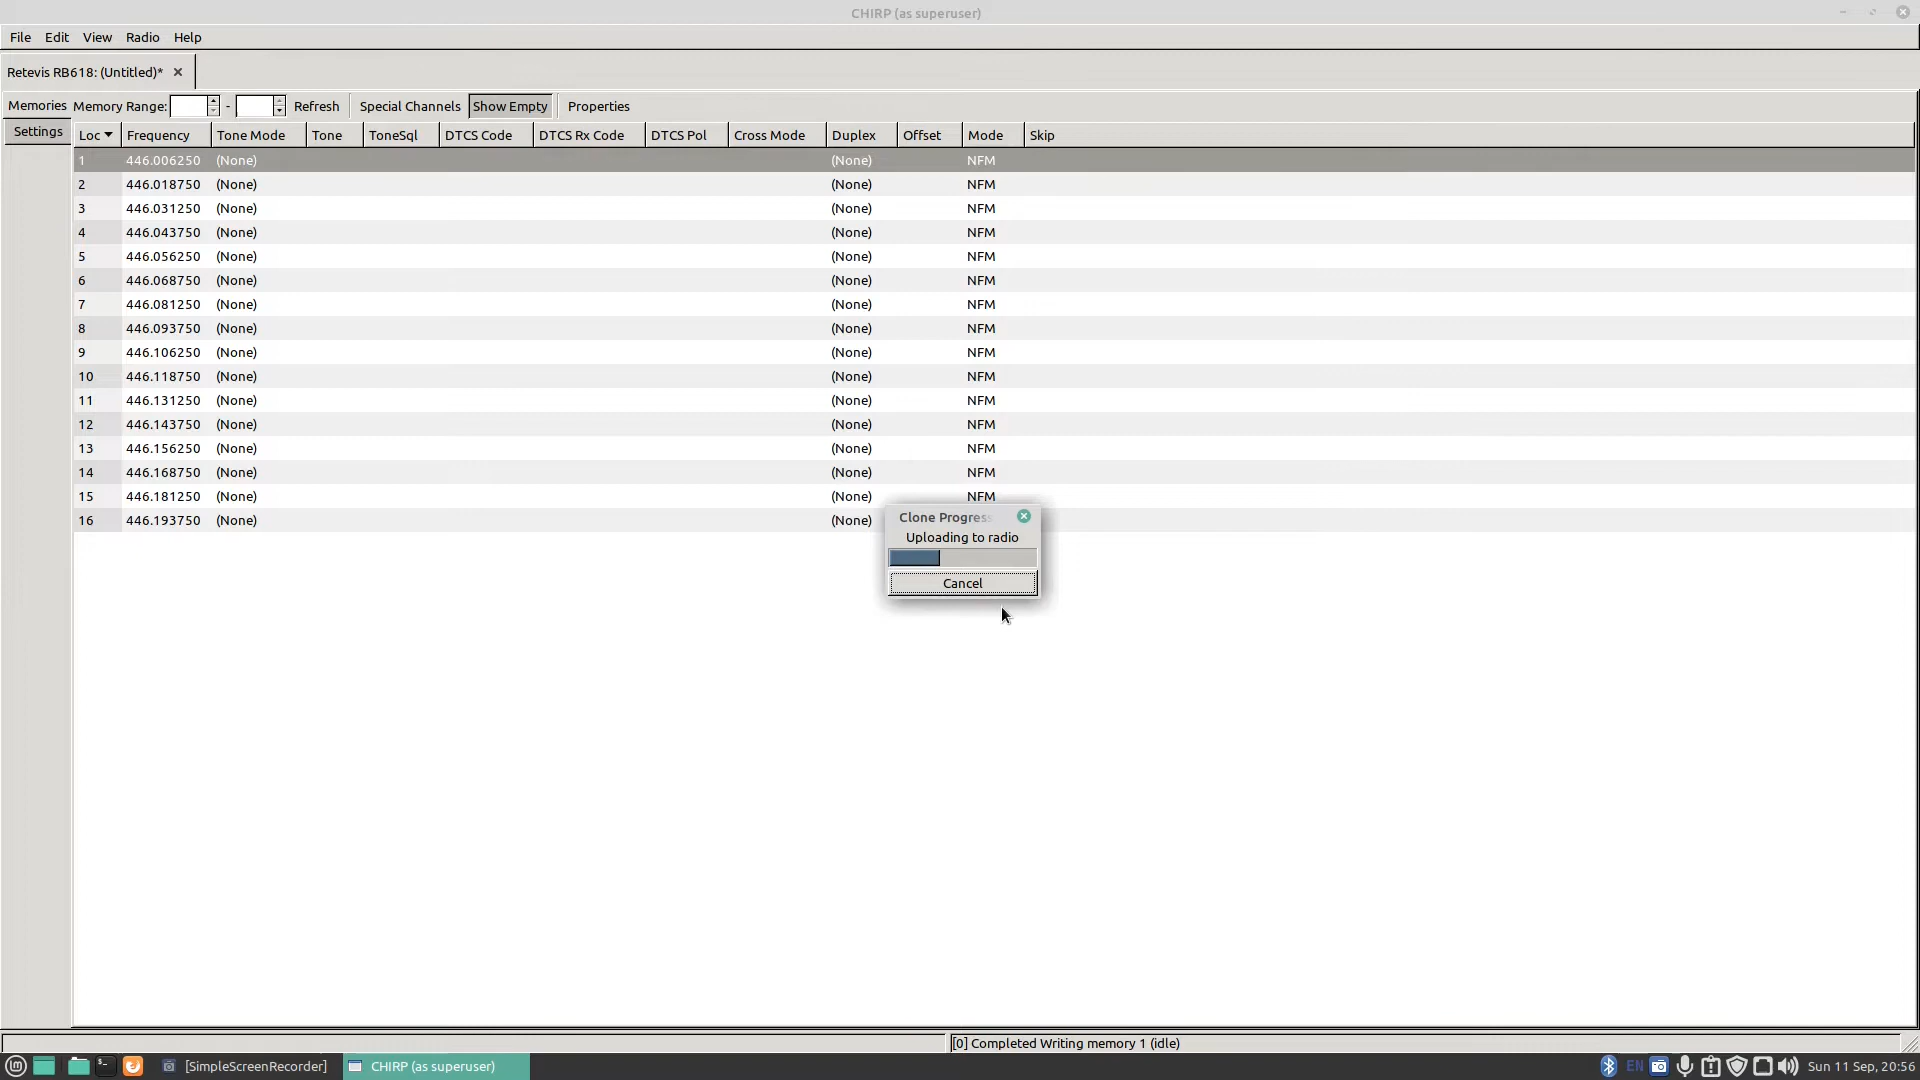 CHIRP (as superuser)
File Edit View Radio Help
Retevis RB618: (Untitled)*
Memories Memory Range: - Refresh Special Channels Show Empty Properties
Settings
Loc Frequency Tone Mode Tone ToneSql DTCS Code DTCS Rx Code DTCS Pol Cross Mode Duplex Offset Mode Skip
1 446.006250 (None) (None) NFM
2 446.018750 (None) (None) NFM
3 446.031250 (None) (None) NFM
4 446.043750 (None) (None) NFM
5 446.056250 (None) (None) NFM
6 446.068750 (None) (None) NFM
7 446.081250 (None) (None) NFM
8 446.093750 (None) (None) NFM
9 446.106250 (None) (None) NFM
10 446.118750 (None) (None) NFM
11 446.131250 (None) (None) NFM
12 446.143750 (None) (None) NFM
13 446.156250 (None) (None) NFM
14 446.168750 (None) (None) NFM
15 446.181250 (None) (None) NFM
16 446.193750 (None) (None)
Clone Progress
Uploading to radio
Cancel
[0] Completed Writing memory 1 (idle)
[SimpleScreenRecorder] CHIRP (as superuser) EN Sun 11 Sep, 20:56